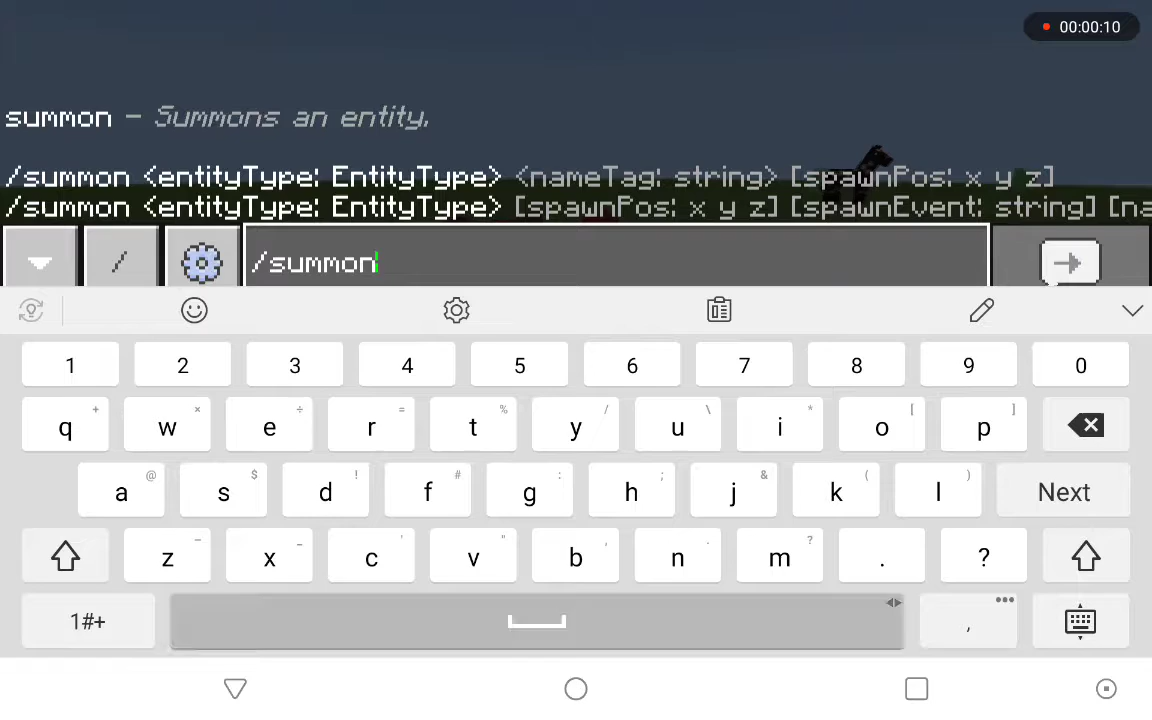 00:00:10
summon - Summons an entity.
/summon <entityType: EntityType> <nameTag: string> [spawnPos: x y z]
/summon <entityType: EntityType> [spawnPos: x y z] [spawnEvent: string] [na
/ /summon
1 2 3 4 5 6 7 8 9 0
+ × ÷ = % / \ * [ ]
q w e r t y u i o p
@ $ ! # : ; & ( )
a s d f g h j k l Next
- _ ' " , . ?
z x c v b n m . ?
1#+ ,